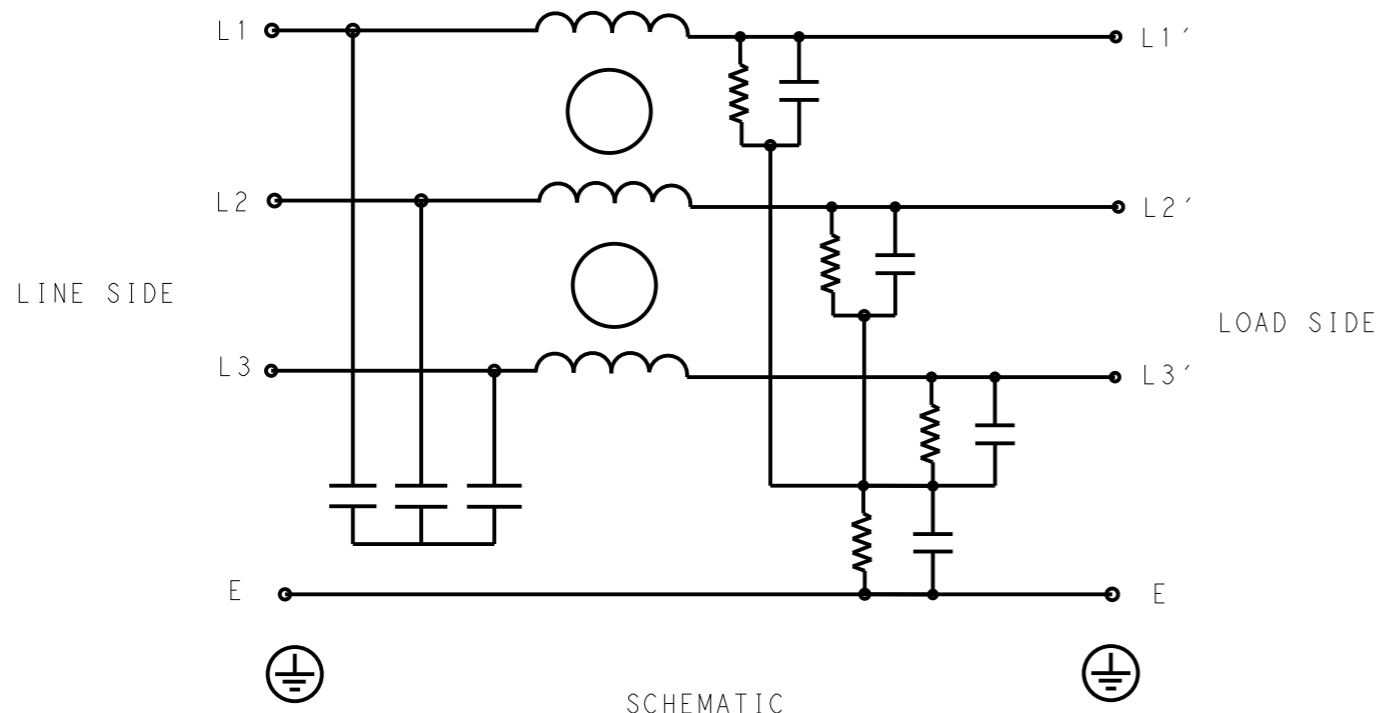 L1
L1´
L2
L2´
LINE SIDE
LOAD SIDE
L3
L3´
E
E
SCHEMATIC